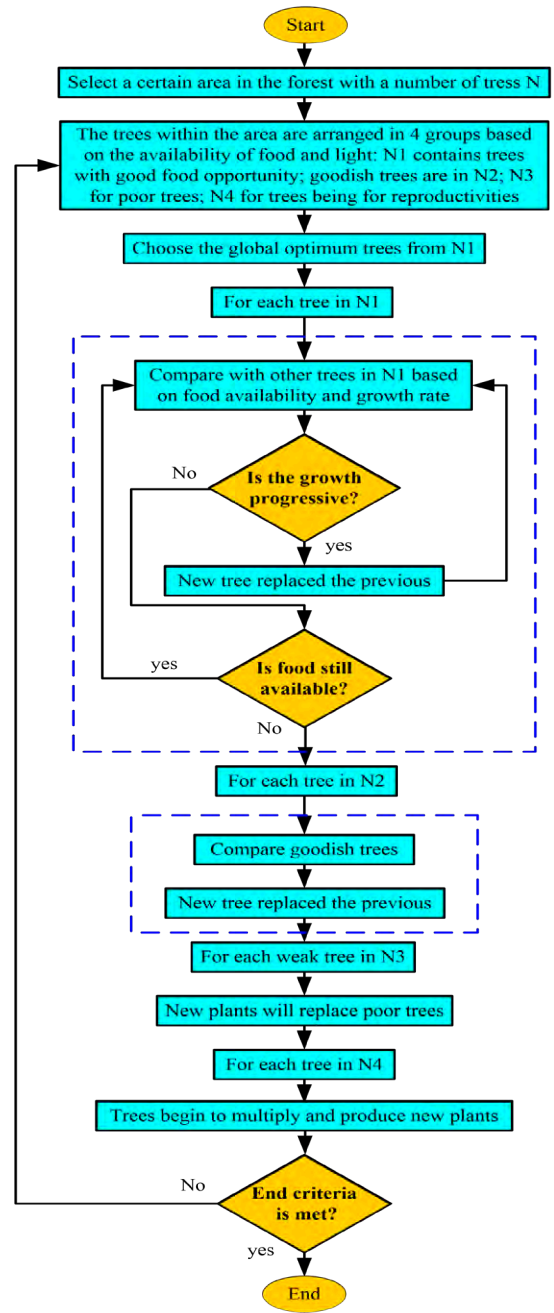 Start
Select a certain area in the forest with a number of tress N
The trees within the area are arranged in 4 groups based
on the availability of food and light: N1 contains trees
with good food opportunity; goodish trees are in N2; N3
for poor trees; N4 for trees being for reproductivities
Choose the global optimum trees from N1
For each tree in N1
Compare with other trees in N1 based
on food availability and growth rate
No
Is the growth
progressive?
yes
New tree replaced the previous
yes
Is food still
available?
No
For each tree in N2
Compare goodish trees
New tree replaced the previous
For each weak tree in N3
New plants will replace poor trees
For each tree in N4
Trees begin to multiply and produce new plants
No
End criteria
is met?
yes
End